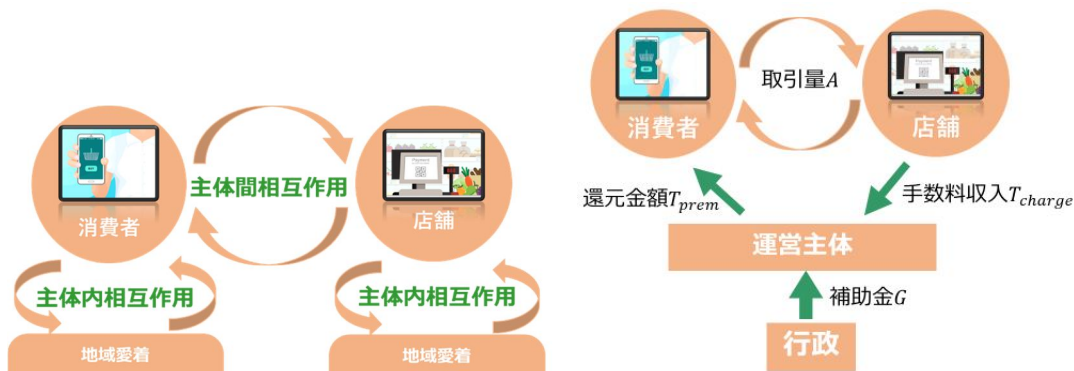 消費者
主体間相互作用
店舗
主体内相互作用
主体内相互作用
地域愛着
地域愛着
消費者
取引量A
店舗
還元金額T_prem
手数料収入T_charge
運営主体
補助金G
行政